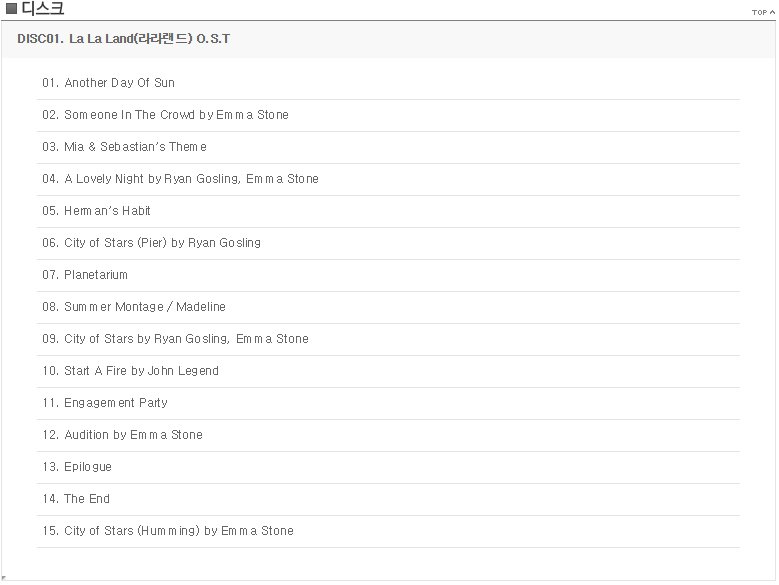 디스크
TOP
DISC01. La La Land(라라랜드) O.S.T
01. Another Day Of Sun
02. Someone In The Crowd by Emma Stone
03. Mia & Sebastian's Theme
04. A Lovely Night by Ryan Gosling, Emma Stone
05. Herman's Habit
06. City of Stars (Pier) by Ryan Gosling
07. Planetarium
08. Summer Montage / Madeline
09. City of Stars by Ryan Gosling, Emma Stone
10. Start A Fire by John Legend
11. Engagement Party
12. Audition by Emma Stone
13. Epilogue
14. The End
15. City of Stars (Humming) by Emma Stone